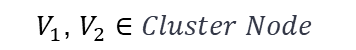 V₁, V₂ ∈ Cluster Node